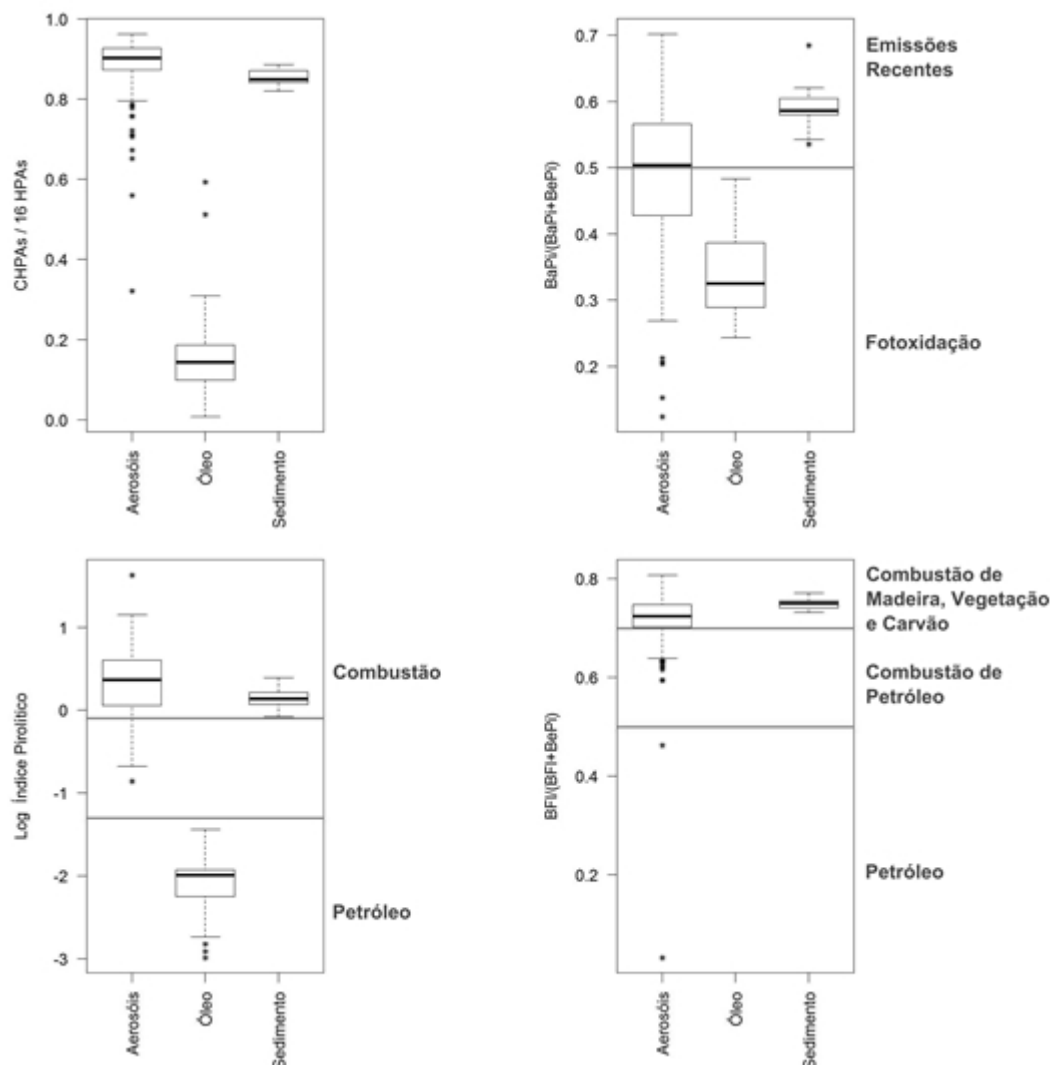 CHPAs / 16 HPAs
1.0
0.8
0.6
0.4
0.2
0.0
Aerosóis
Óleo
Sedimento
BaPi/(BaPi+BePi)
0.7
0.6
0.5
0.4
0.3
0.2
Aerosóis
Óleo
Sedimento
Emissões
Recentes
Fotoxidação
Log Índice Pirolítico
1
0
-1
-2
-3
Aerosóis
Óleo
Sedimento
Combustão
Petróleo
BFi/(BFi+BePi)
0.8
0.6
0.4
0.2
Aerosóis
Óleo
Sedimento
Combustão de
Madeira, Vegetação
e Carvão
Combustão de
Petróleo
Petróleo